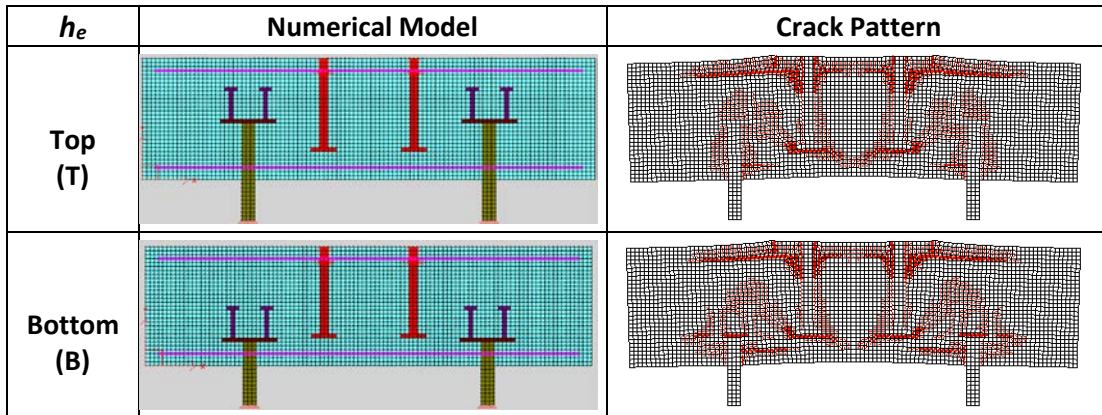 he
Numerical Model
Crack Pattern
Top
(T)
Bottom
(B)